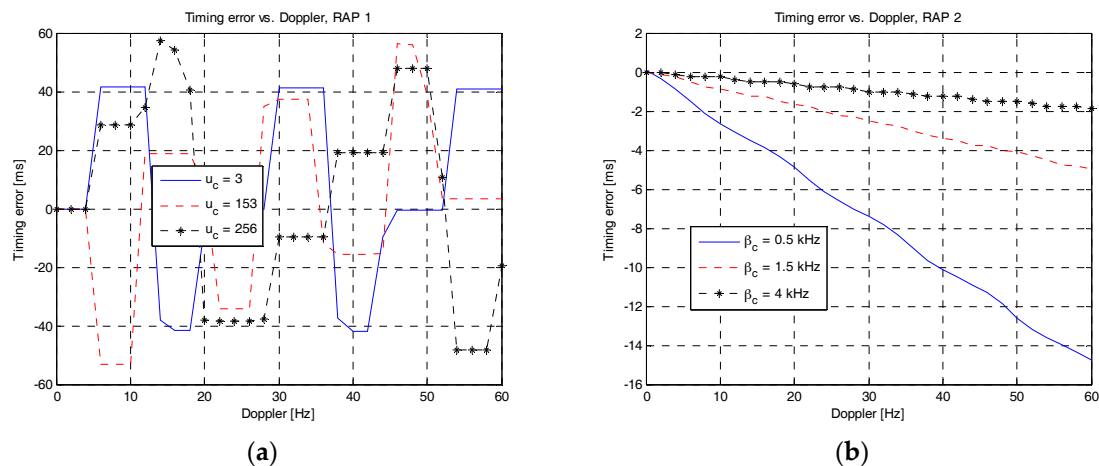 Timing error vs. Doppler, RAP 1
60
40
20
0
-20
-40
-60
Timing error [ms]
u_c = 3
u_c = 153
u_c = 256
0 10 20 30 40 50 60
Doppler [Hz]
(a)
Timing error vs. Doppler, RAP 2
2
0
-2
-4
-6
-8
-10
-12
-14
-16
Timing error [ms]
β_c = 0.5 kHz
β_c = 1.5 kHz
β_c = 4 kHz
0 10 20 30 40 50 60
Doppler [Hz]
(b)